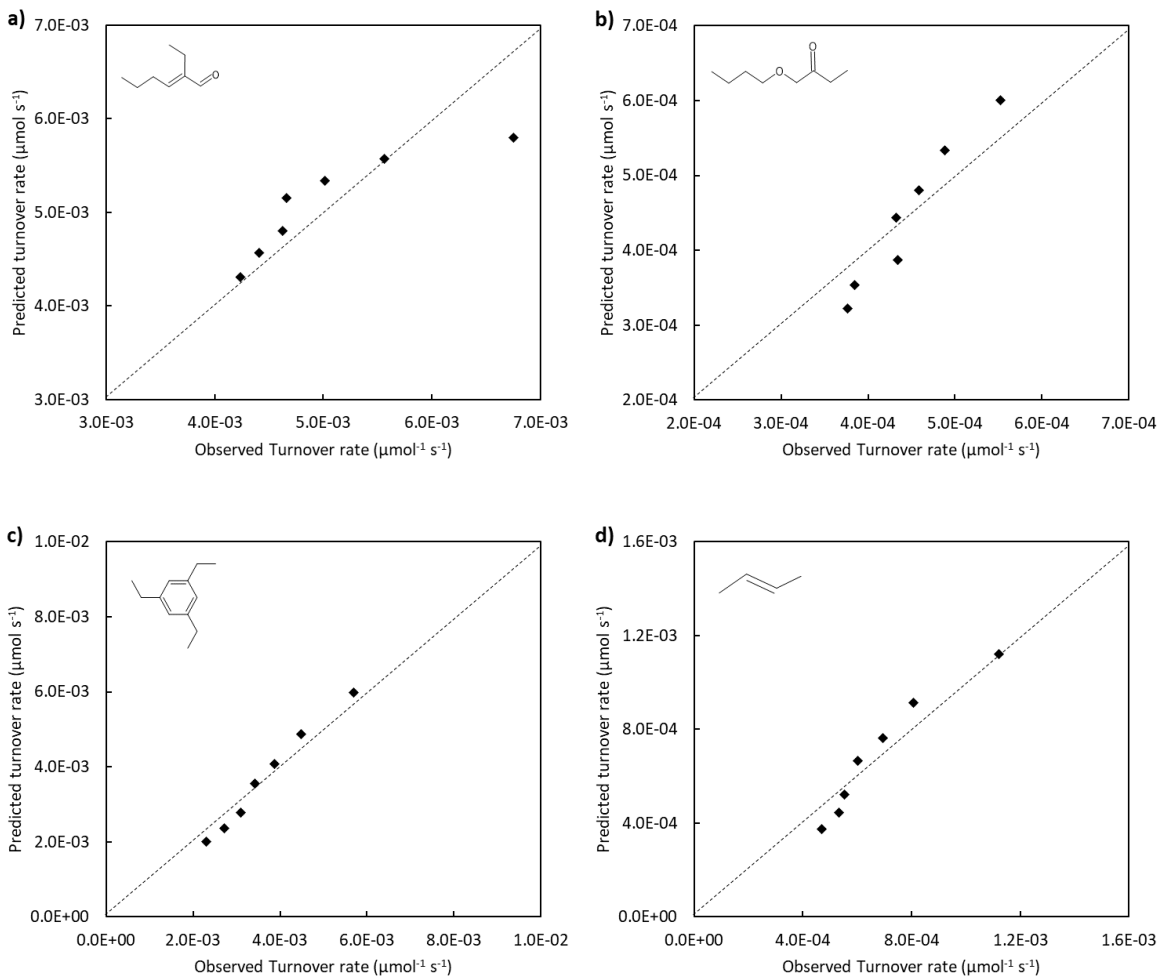 a)
7.0E-03
6.0E-03
5.0E-03
4.0E-03
3.0E-03
Predicted turnover rate (µmol s⁻¹)
O
3.0E-03 4.0E-03 5.0E-03 6.0E-03 7.0E-03
Observed Turnover rate (µmol⁻¹ s⁻¹)
b)
7.0E-04
6.0E-04
5.0E-04
4.0E-04
3.0E-04
2.0E-04
Predicted turnover rate (µmol s⁻¹)
O
O
2.0E-04 3.0E-04 4.0E-04 5.0E-04 6.0E-04 7.0E-04
Observed Turnover rate (µmol⁻¹ s⁻¹)
c)
1.0E-02
8.0E-03
6.0E-03
4.0E-03
2.0E-03
0.0E+00
Predicted turnover rate (µmol s⁻¹)
0.0E+00 2.0E-03 4.0E-03 6.0E-03 8.0E-03 1.0E-02
Observed Turnover rate (µmol⁻¹ s⁻¹)
d)
1.6E-03
1.2E-03
8.0E-04
4.0E-04
0.0E+00
Predicted turnover rate (µmol s⁻¹)
0.0E+00 4.0E-04 8.0E-04 1.2E-03 1.6E-03
Observed Turnover rate (µmol⁻¹ s⁻¹)